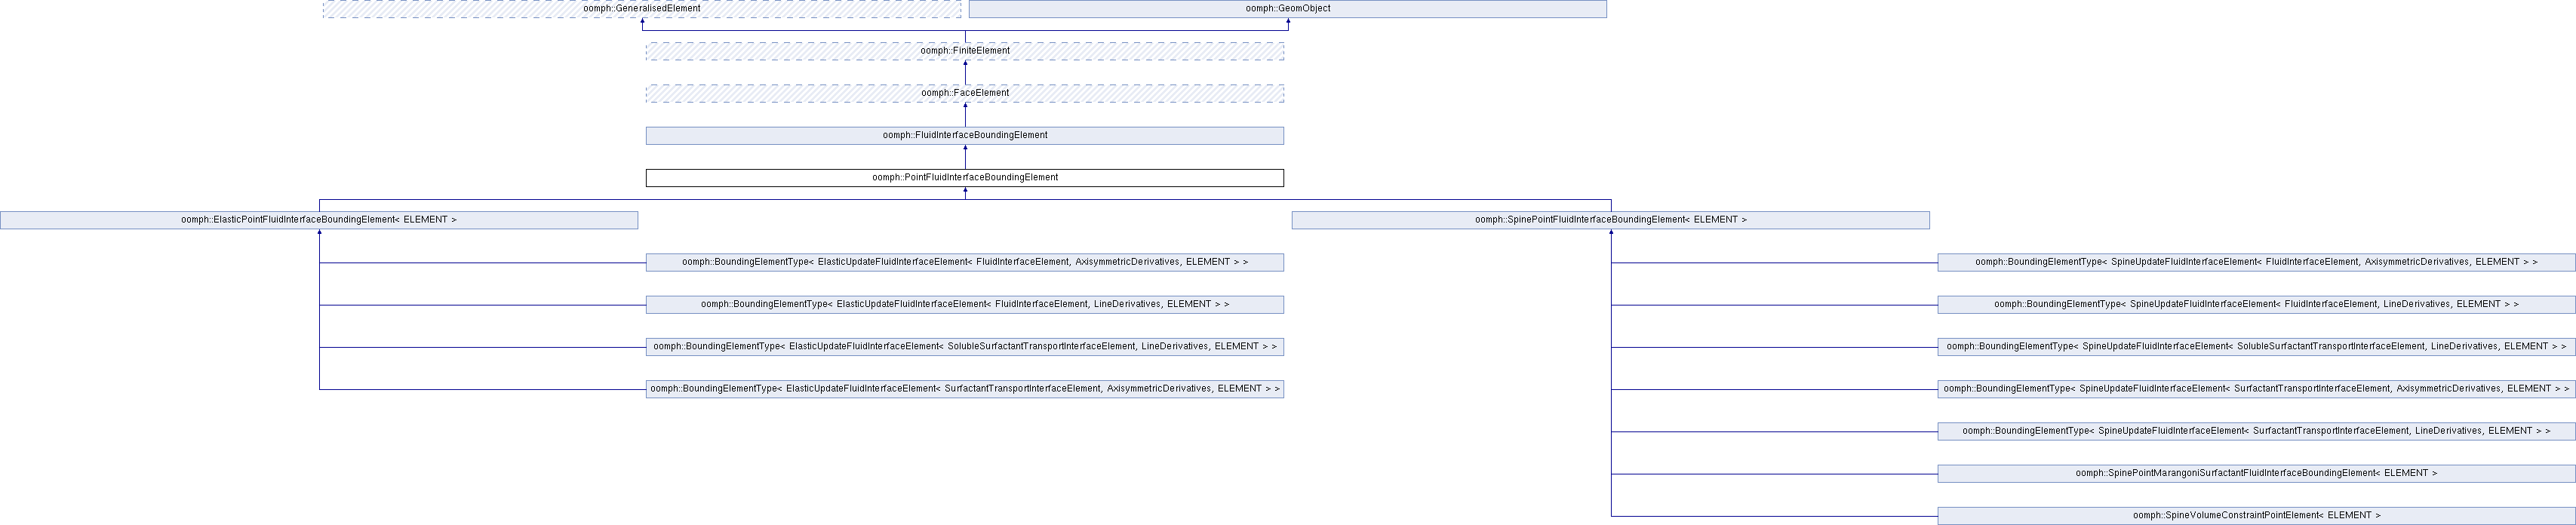 oomph::GeneralisedElement
oomph::GeomObject
oomph::FiniteElement
oomph::FaceElement
oomph::FluidInterfaceBoundingElement
oomph::PointFluidInterfaceBoundingElement
oomph::ElasticPointFluidInterfaceBoundingElement< ELEMENT >
oomph::SpinePointFluidInterfaceBoundingElement< ELEMENT >
oomph::BoundingElementType< ElasticUpdateFluidInterfaceElement< FluidInterfaceElement, AxisymmetricDerivatives, ELEMENT > >
oomph::BoundingElementType< SpineUpdateFluidInterfaceElement< FluidInterfaceElement, AxisymmetricDerivatives, ELEMENT > >
oomph::BoundingElementType< ElasticUpdateFluidInterfaceElement< FluidInterfaceElement, LineDerivatives, ELEMENT > >
oomph::BoundingElementType< SpineUpdateFluidInterfaceElement< FluidInterfaceElement, LineDerivatives, ELEMENT > >
oomph::BoundingElementType< ElasticUpdateFluidInterfaceElement< SolubleSurfactantTransportInterfaceElement, LineDerivatives, ELEMENT > >
oomph::BoundingElementType< SpineUpdateFluidInterfaceElement< SolubleSurfactantTransportInterfaceElement, LineDerivatives, ELEMENT > >
oomph::BoundingElementType< ElasticUpdateFluidInterfaceElement< SurfactantTransportInterfaceElement, AxisymmetricDerivatives, ELEMENT > >
oomph::BoundingElementType< SpineUpdateFluidInterfaceElement< SurfactantTransportInterfaceElement, AxisymmetricDerivatives, ELEMENT > >
oomph::BoundingElementType< SpineUpdateFluidInterfaceElement< SurfactantTransportInterfaceElement, LineDerivatives, ELEMENT > >
oomph::SpinePointMarangoniSurfactantFluidInterfaceBoundingElement< ELEMENT >
oomph::SpineVolumeConstraintPointElement< ELEMENT >